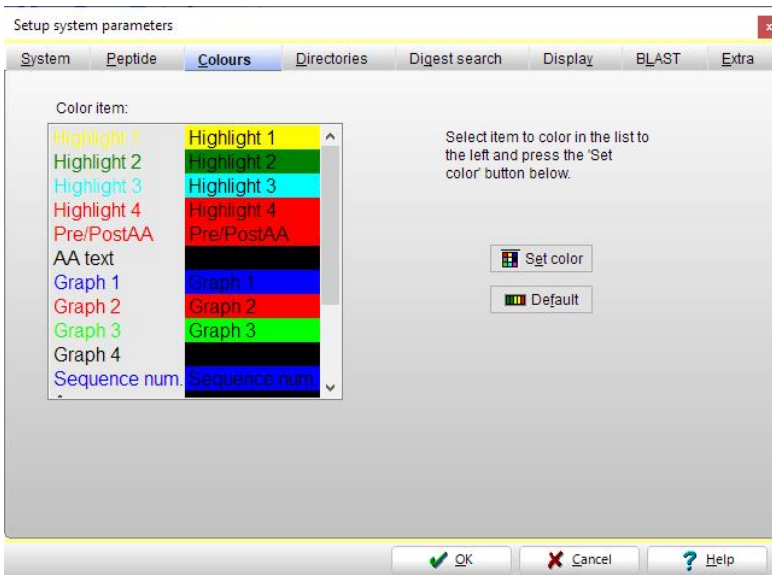 Setup system parameters
x
System Peptide Colours Directories Digest search Display BLAST Extra
Color item:
Highlight 1 Highlight 1
Highlight 2 Highlight 2
Highlight 3 Highlight 3
Highlight 4 Highlight 4
Pre/PostAA Pre/PostAA
AA text
Graph 1 Graph 1
Graph 2 Graph 2
Graph 3 Graph 3
Graph 4
Sequence num. Sequence num.
Select item to color in the list to
the left and press the 'Set
color' button below.
Set color
Default
OK Cancel ? Help